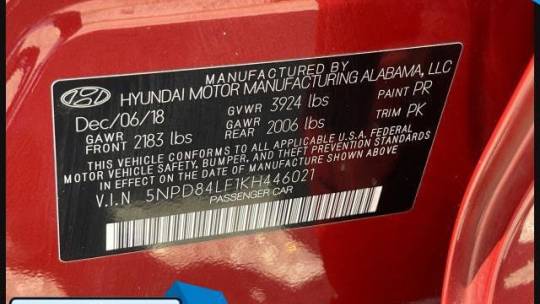 MANUFACTURED BY
HYUNDAI MOTOR MANUFACTURING ALABAMA, LLC
Dec/06/18 GVWR 3924 lbs PAINT PR
GAWR FRONT 2183 lbs GAWR REAR 2006 lbs TRIM PK
THIS VEHICLE CONFORMS TO ALL APPLICABLE U.S.A. FEDERAL
MOTOR VEHICLE SAFETY, BUMPER, AND THEFT PREVENTION STANDARDS
IN EFFECT ON THE DATE OF MANUFACTURE SHOWN ABOVE.
V.I.N 5NPD84LF1KH446021
PASSENGER CAR